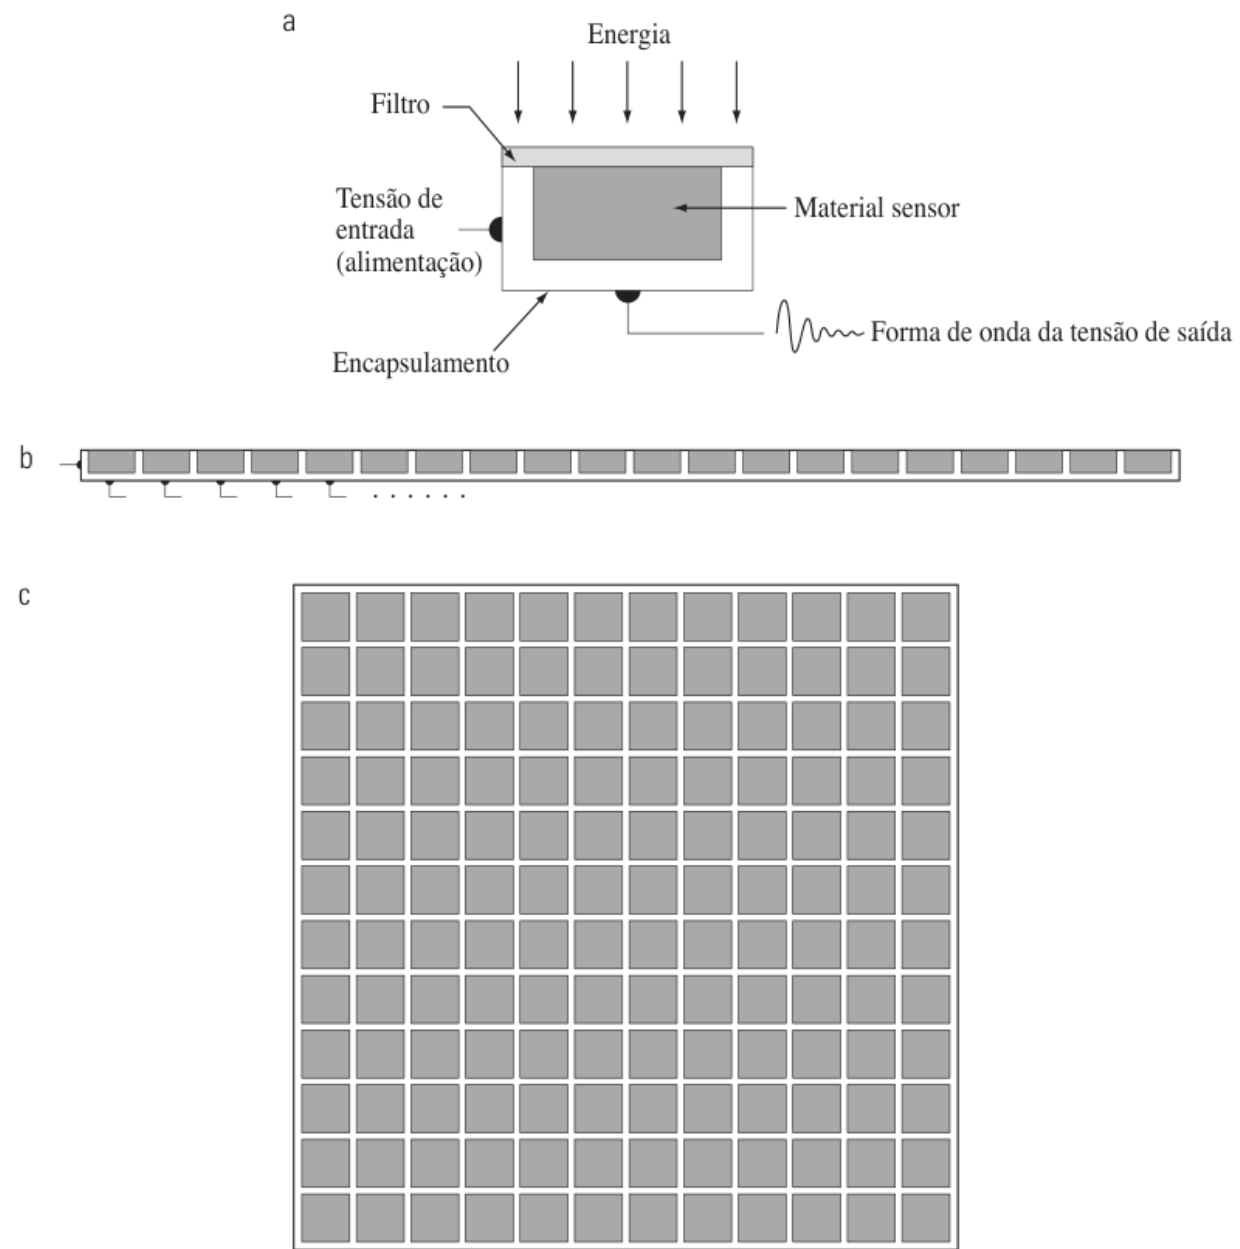 a
Energia
Filtro
Tensão de
entrada
(alimentação)
Material sensor
Forma de onda da tensão de saída
Encapsulamento
b
c